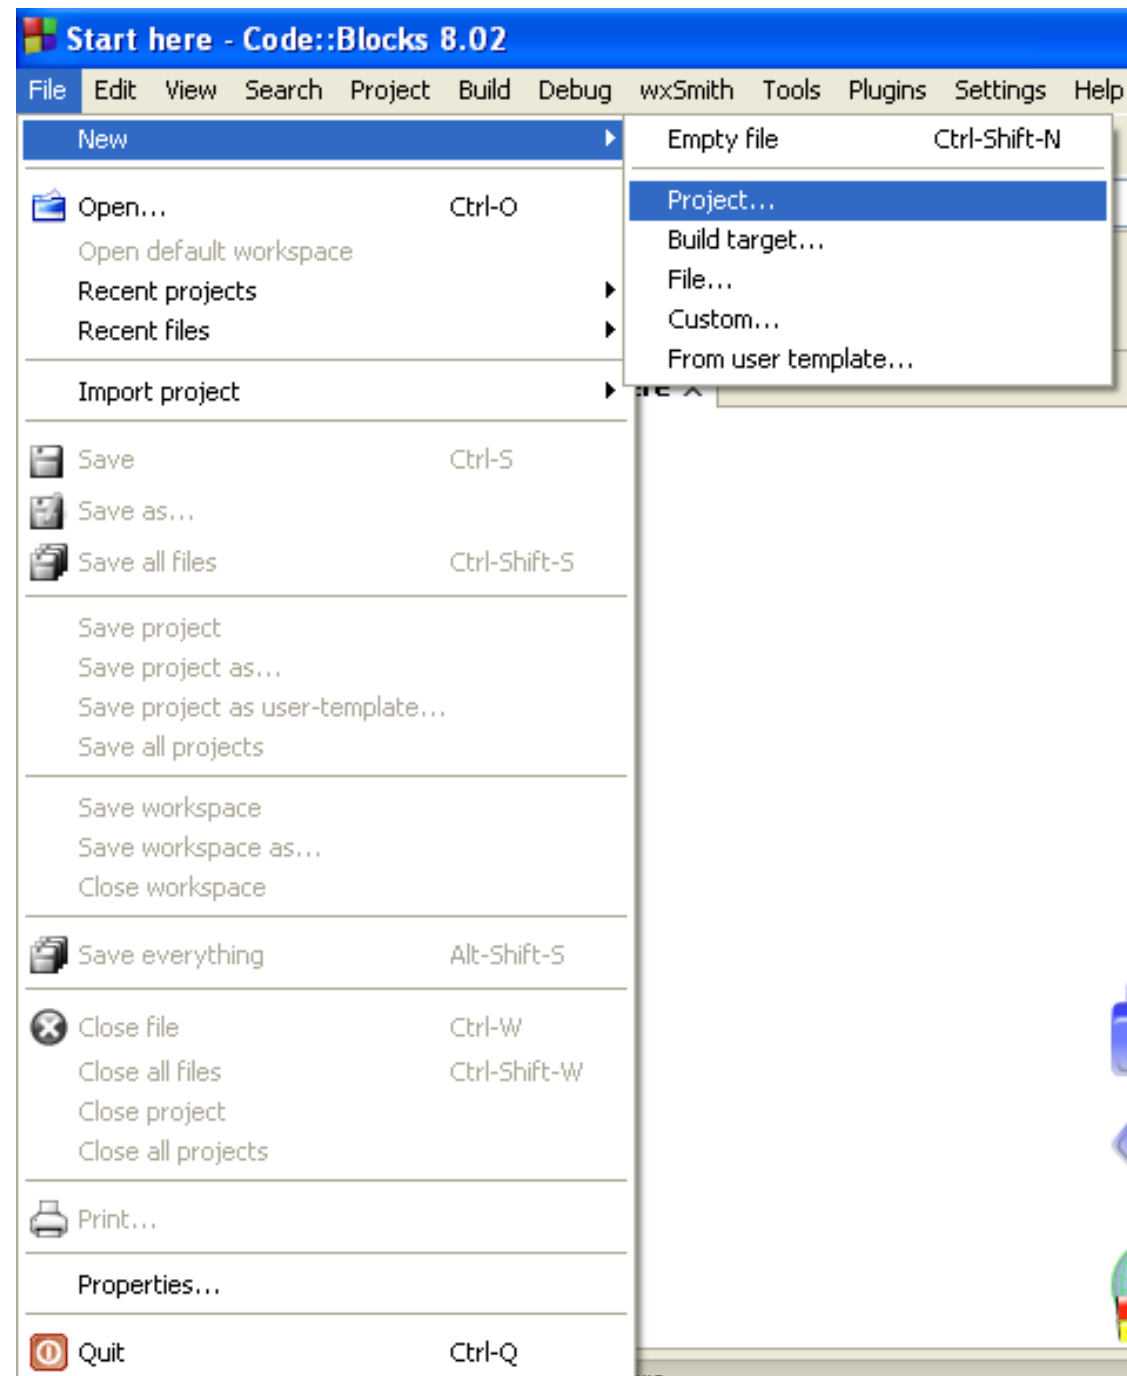 Start here - Code::Blocks 8.02
File Edit View Search Project Build Debug wxSmith Tools Plugins Settings Help
New
Empty file Ctrl-Shift-N
Project...
Build target...
File...
Custom...
From user template...
Open... Ctrl-O
Open default workspace
Recent projects
Recent files
Import project
Save Ctrl-S
Save as...
Save all files Ctrl-Shift-S
Save project
Save project as...
Save project as user-template...
Save all projects
Save workspace
Save workspace as...
Close workspace
Save everything Alt-Shift-S
Close file Ctrl-W
Close all files Ctrl-Shift-W
Close project
Close all projects
Print...
Properties...
Quit Ctrl-Q